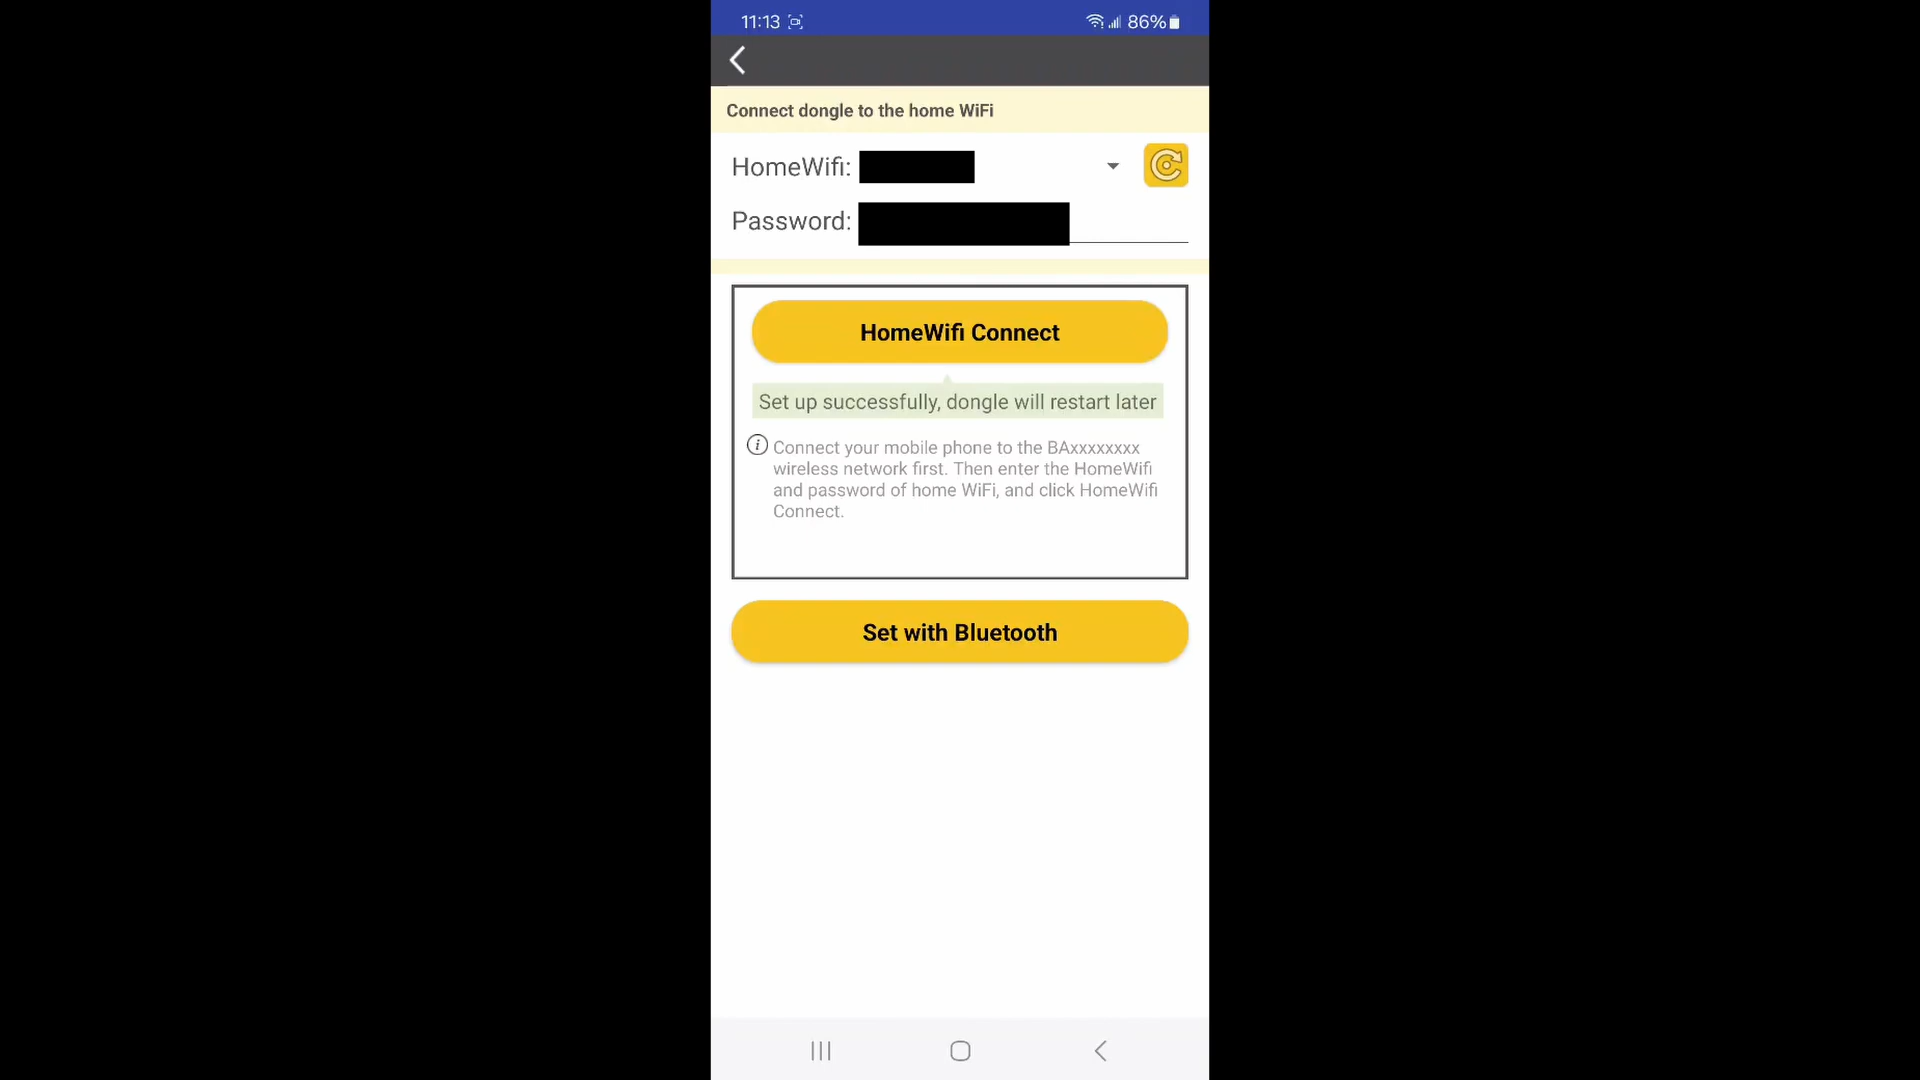 11:13 86%
Connect dongle to the home WiFi
HomeWifi:
Password:
HomeWifi Connect
Set up successfully, dongle will restart later
Connect your mobile phone to the BAxxxxxxxx
wireless network first. Then enter the HomeWifi
and password of home WiFi, and click HomeWifi
Connect.
Set with Bluetooth